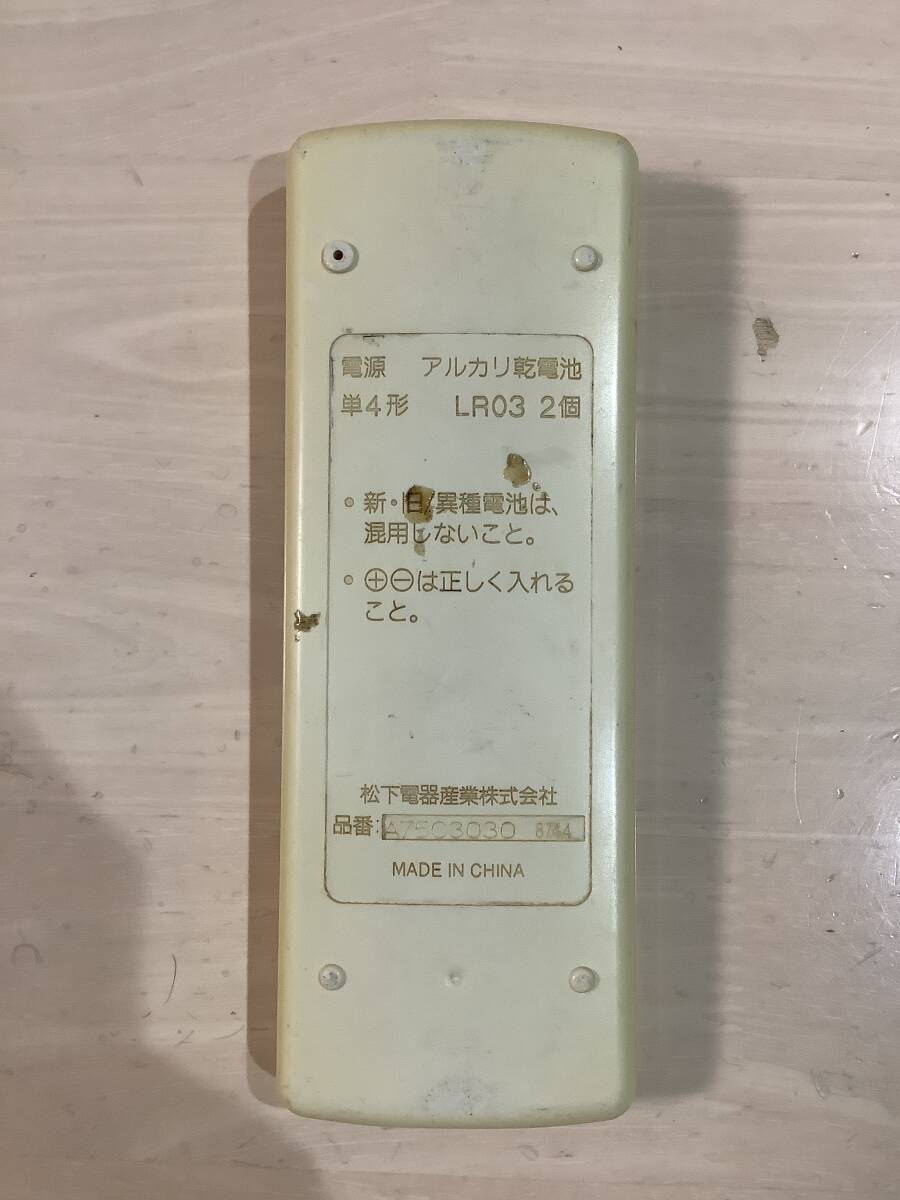 電源　アルカリ乾電池
単4形　LR03 2個
・新・旧/異種電池は、
混用しないこと。
・⊕⊖は正しく入れる
こと。
松下電器産業株式会社
品番:A75C3030 8744
MADE IN CHINA